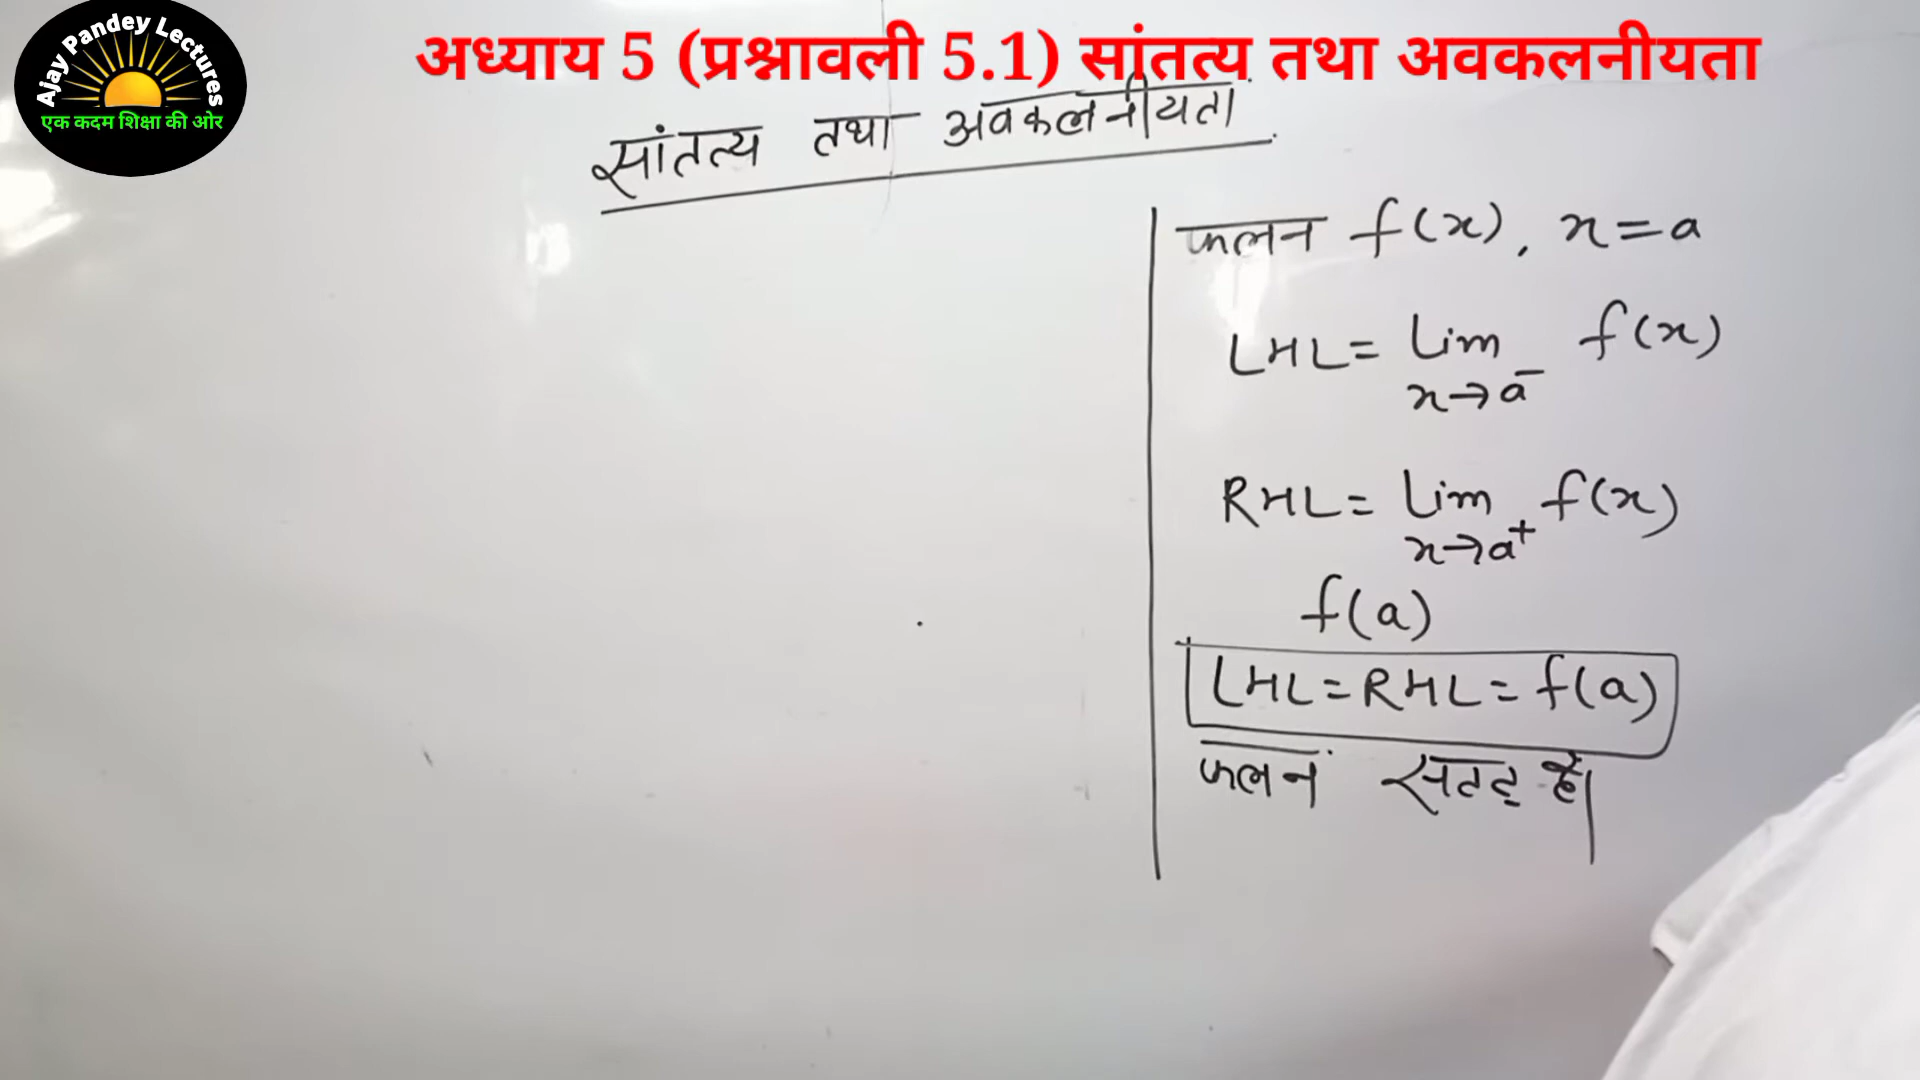 Ajay Pandey Lectures
एक कदम शिक्षा की ओर
अध्याय 5 (प्रश्नावली 5.1) सांतत्य तथा अवकलनीयता
सांतत्य तथा अवकलनीयता
फलन f(x), x=a
LHL= Lim f(x)
x→a⁻
RHL= Lim f(x)
x→a⁺
f(a)
LHL=RHL= f(a)
फलन सतत् है।